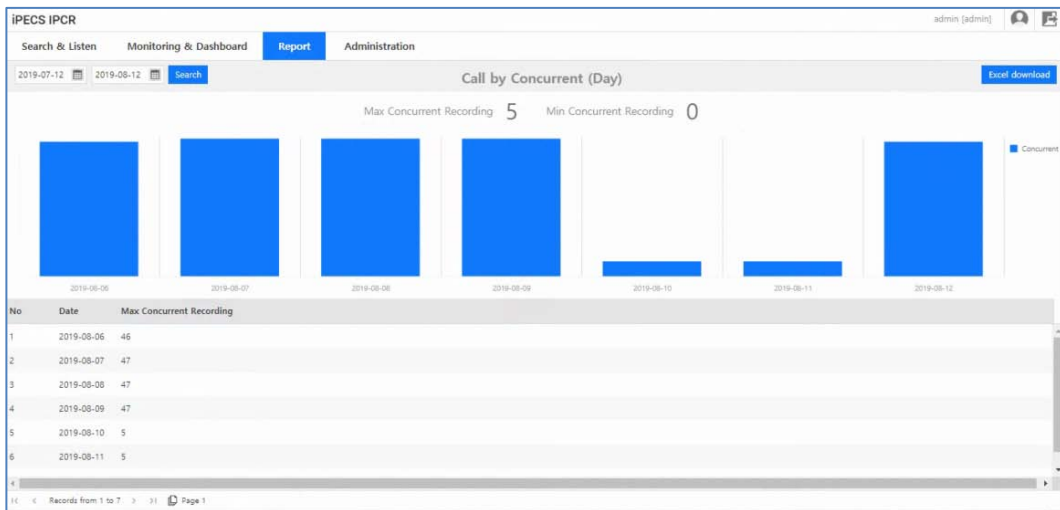 iPECS IPCR admin [admin]
Search & Listen Monitoring & Dashboard Report Administration
2019-07-12 2019-08-12 Search Call by Concurrent (Day) Excel download
Max Concurrent Recording 5 Min Concurrent Recording 0
Concurrent
2019-08-06 2019-08-07 2019-08-08 2019-08-09 2019-08-10 2019-08-11 2019-08-12
No Date Max Concurrent Recording
1 2019-08-06 46
2 2019-08-07 47
3 2019-08-08 47
4 2019-08-09 47
5 2019-08-10 5
6 2019-08-11 5
Records from 1 to 7 Page 1